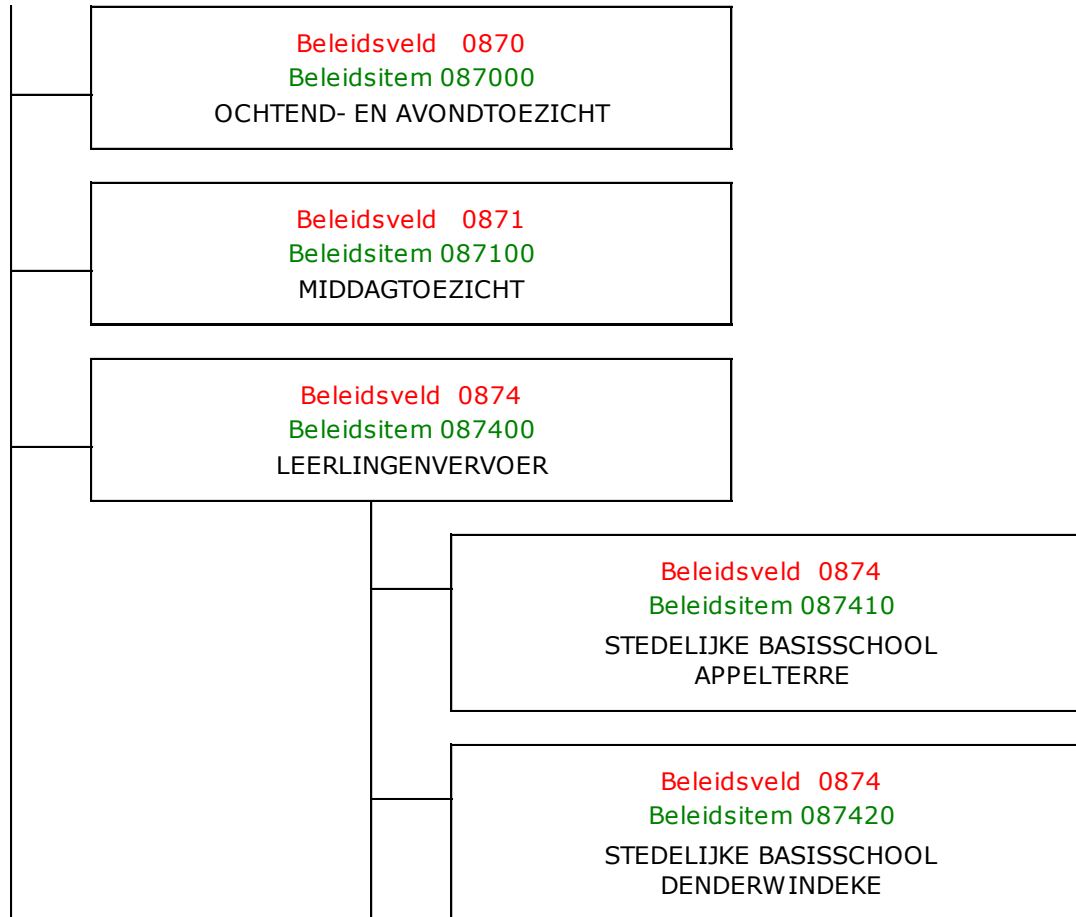 Beleidsveld 0870
Beleidsitem 087000
OCHTEND- EN AVONDTOEZICHT
Beleidsveld 0871
Beleidsitem 087100
MIDDAGTOEZICHT
Beleidsveld 0874
Beleidsitem 087400
LEERLINGENVERVOER
Beleidsveld 0874
Beleidsitem 087410
STEDELIJKE BASISSCHOOL
APPELTERRE
Beleidsveld 0874
Beleidsitem 087420
STEDELIJKE BASISSCHOOL
DENDERWINDEKE